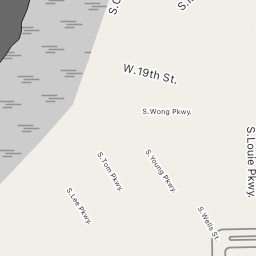 W.19th St.
S.Wong Pkwy.
S.Louie Pkwy.
S.Tom Pkwy.
S.Young Pkwy.
S.Lee Pkwy.
S.Wells St.